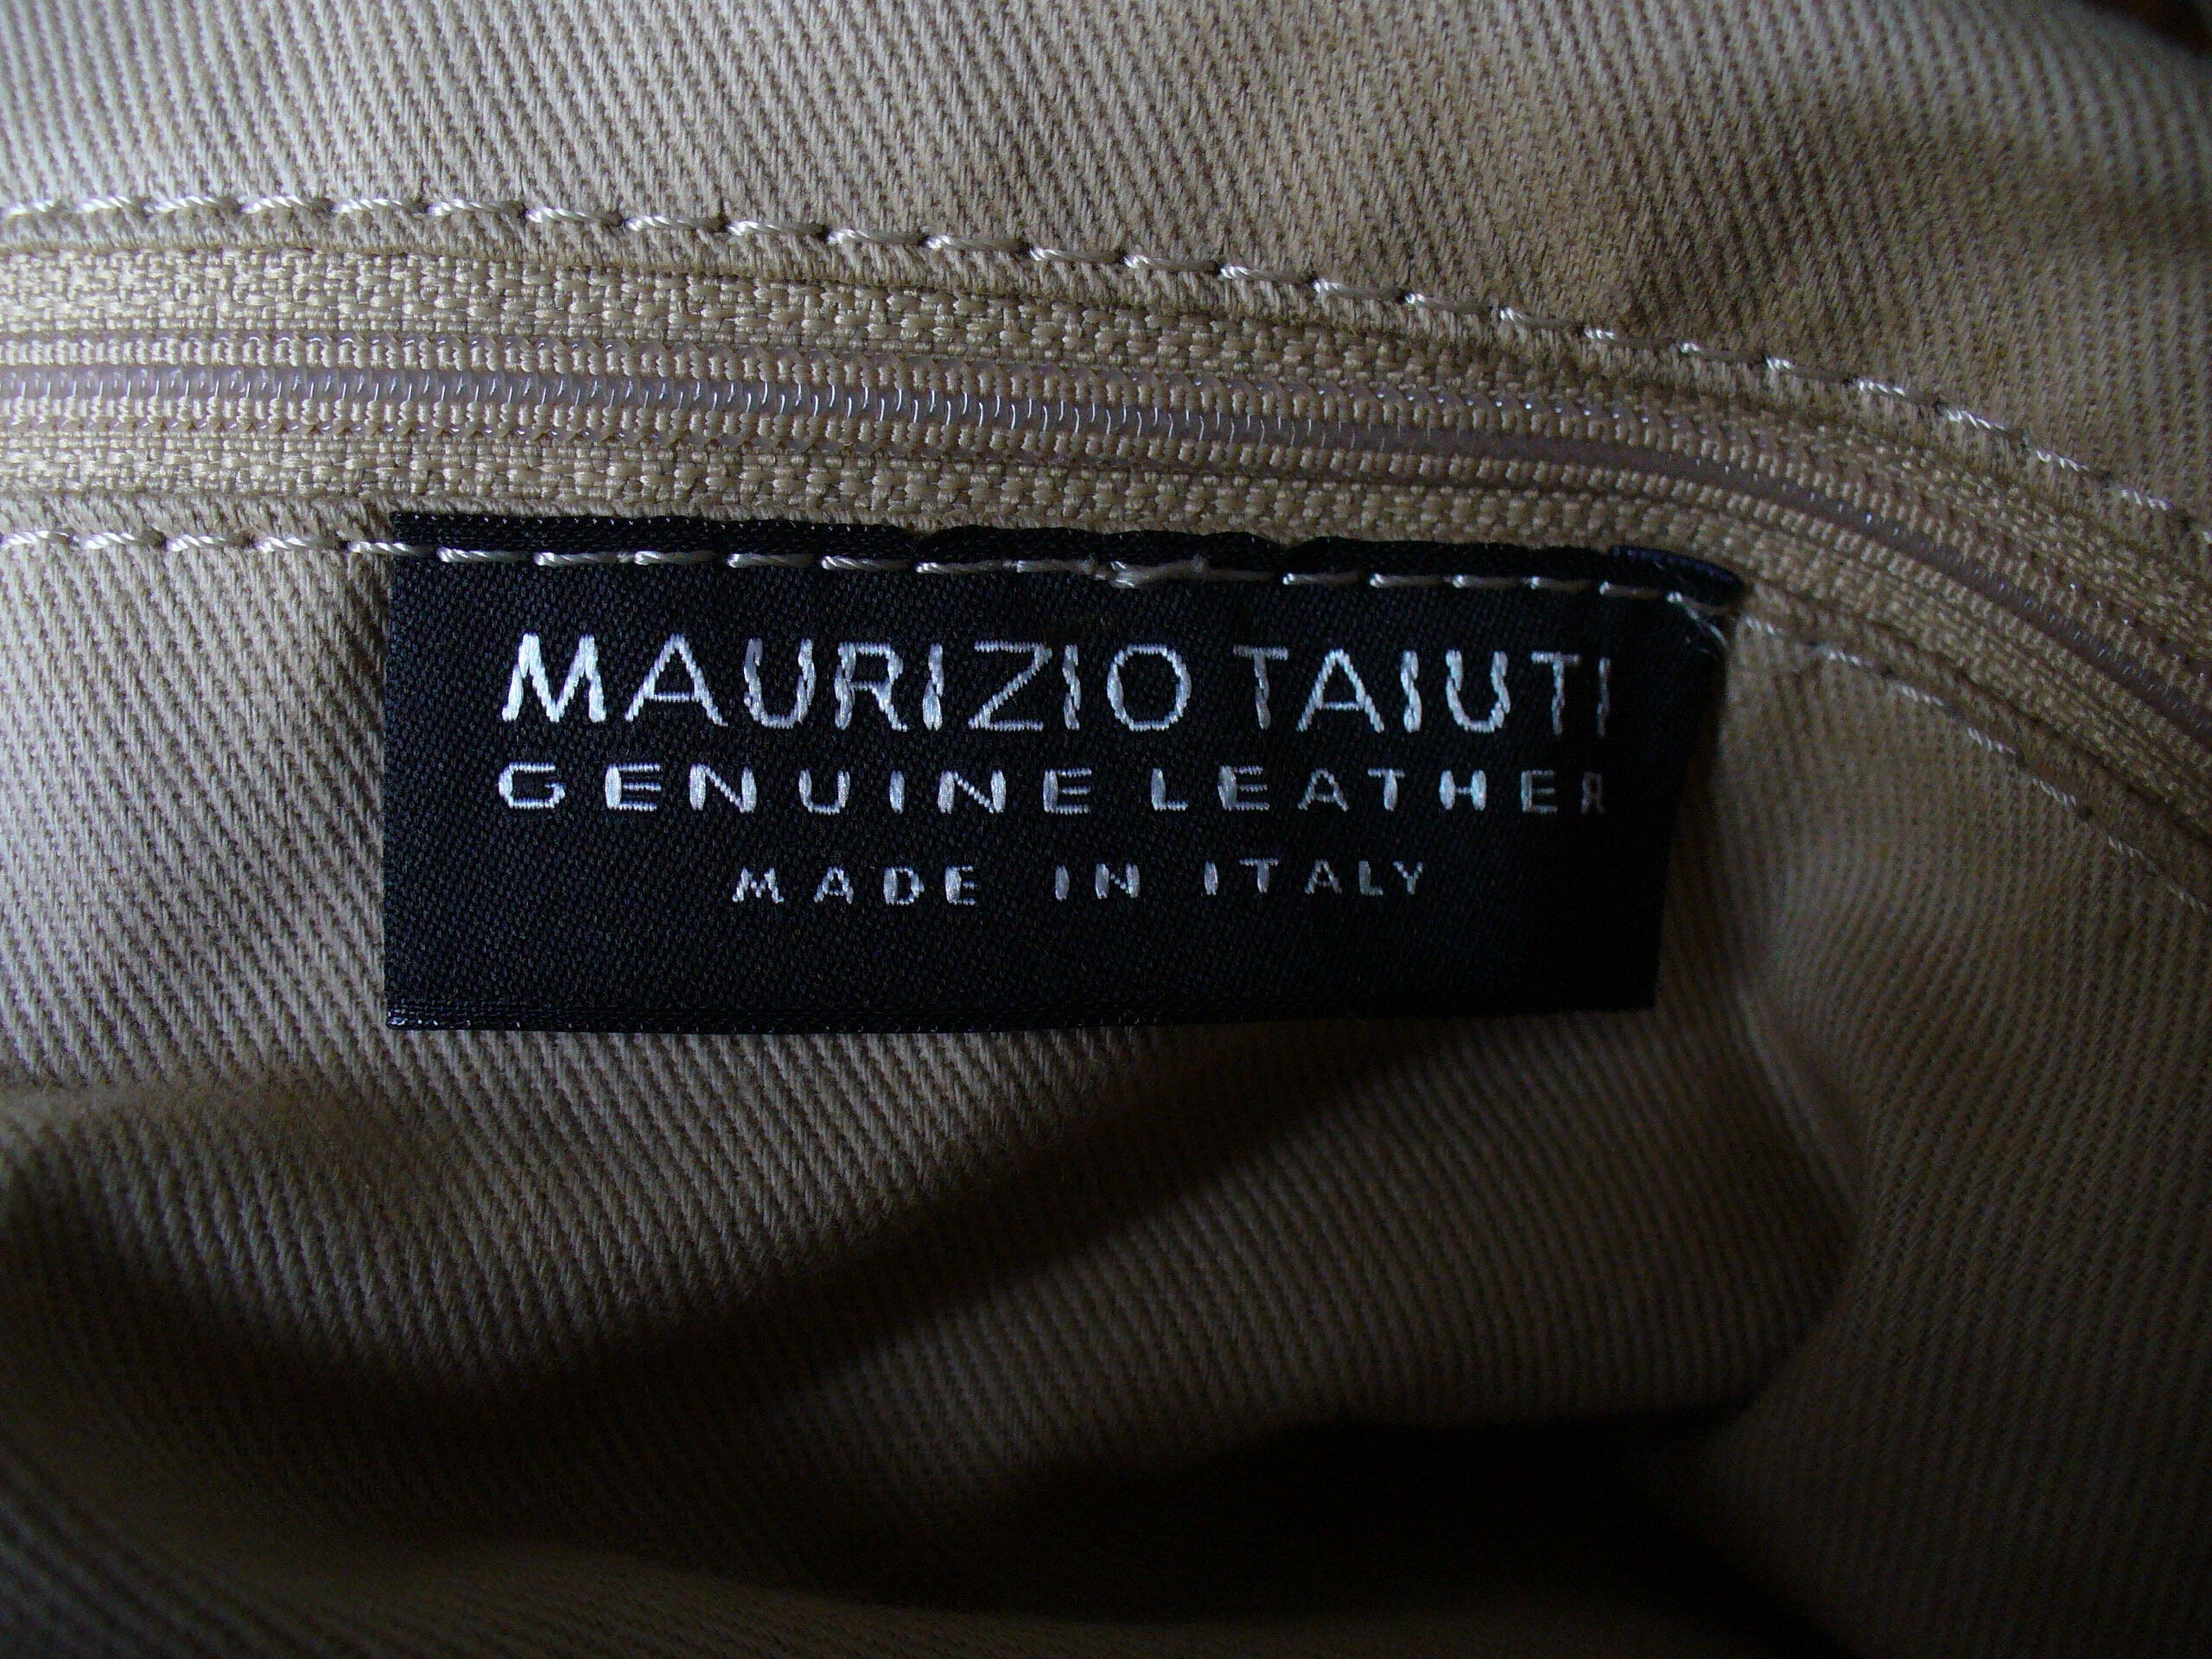 MAURIZIO TAIUTI
GENUINE LEATHER
MADE IN ITALY